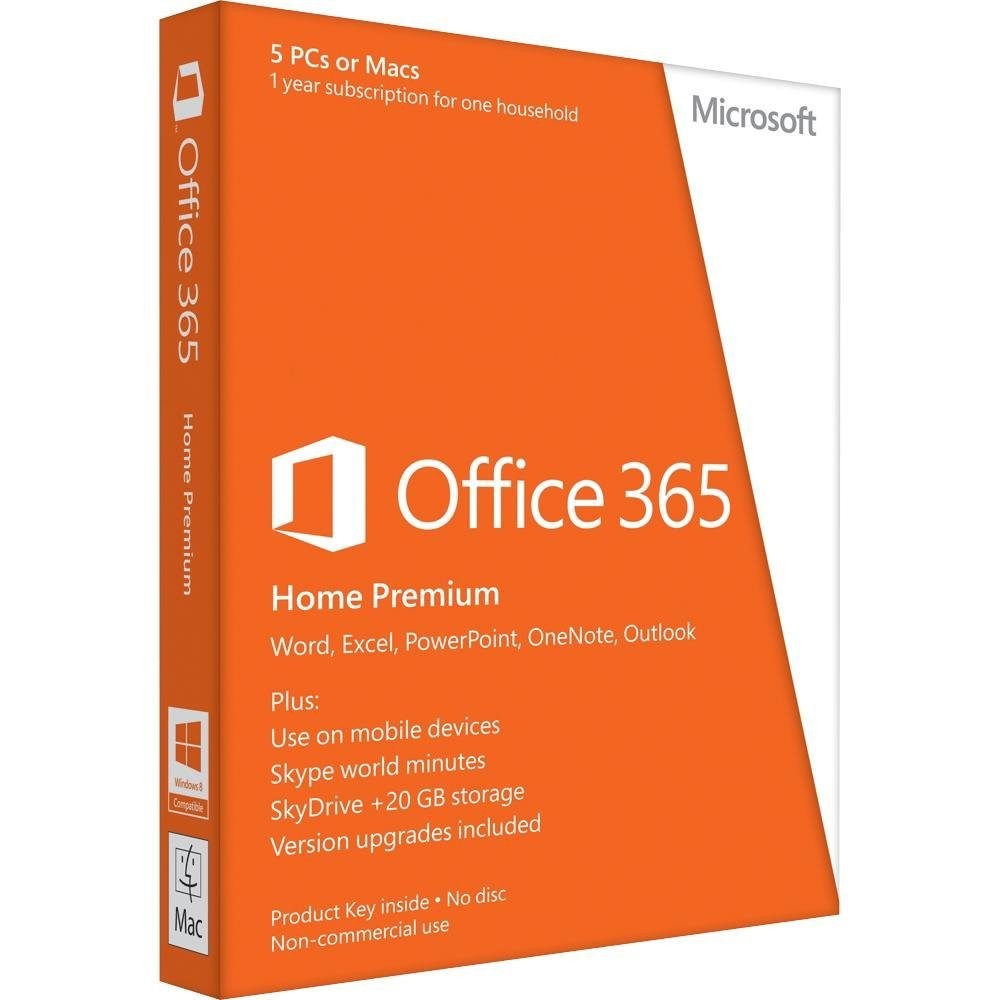 5 PCs or Macs
1 year subscription for one household
Microsoft
Office 365
Home Premium
Word, Excel, PowerPoint, OneNote, Outlook
Plus:
Use on mobile devices
Skype world minutes
SkyDrive +20 GB storage
Version upgrades included
Product Key inside • No disc
Non-commercial use
Office 365
Home Premium
Windows 8
Compatible
Mac